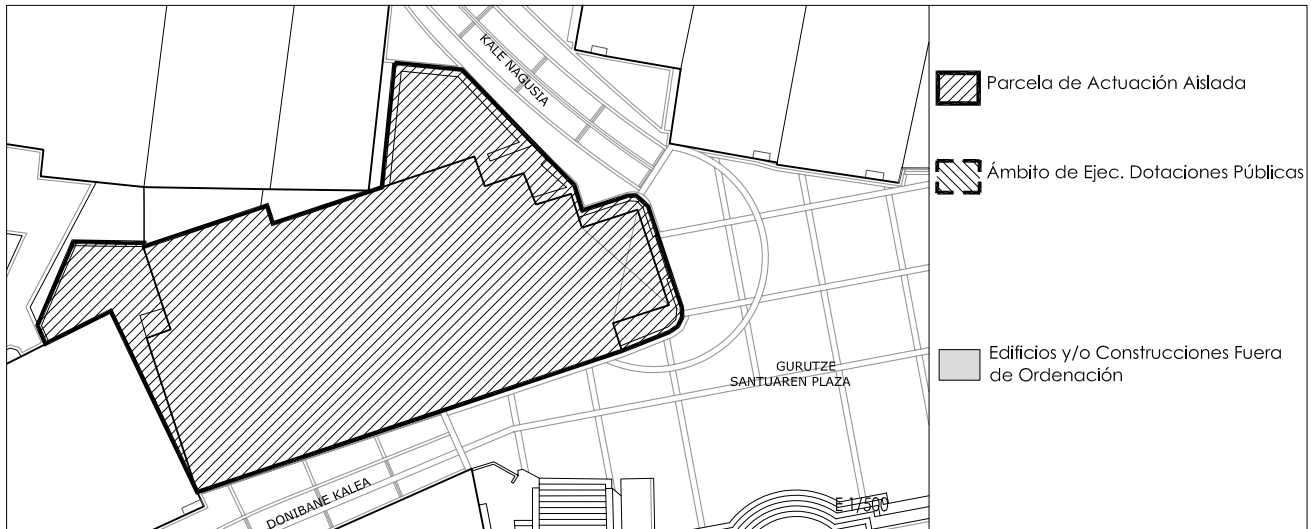 KALE NAGUSIA
GURUTZE
SANTUAREN PLAZA
DONIBANE KALEA
E 1/500
Parcela de Actuación Aislada
Ámbito de Ejec. Dotaciones Públicas
Edificios y/o Construcciones Fuera
de Ordenación